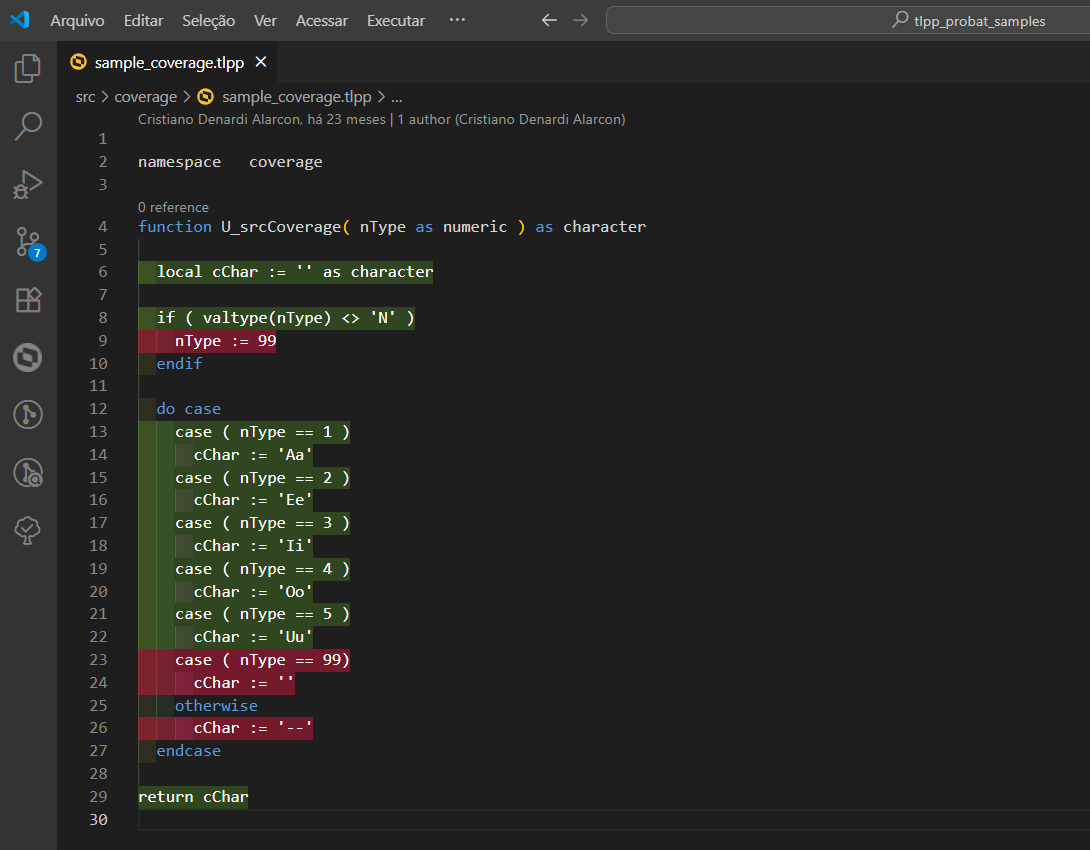 Arquivo Editar Seleção Ver Acessar Executar ··· tlpp_probat_samples
sample_coverage.tlpp
src > coverage > sample_coverage.tlpp > ...
Cristiano Denardi Alarcon, há 23 meses | 1 author (Cristiano Denardi Alarcon)
1
2 namespace   coverage
3
0 reference
4 function U_srcCoverage( nType as numeric ) as character
5
6   local cChar := '' as character
7
8   if ( valtype(nType) <> 'N' )
9     nType := 99
10   endif
11
12   do case
13     case ( nType == 1 )
14       cChar := 'Aa'
15     case ( nType == 2 )
16       cChar := 'Ee'
17     case ( nType == 3 )
18       cChar := 'Ii'
19     case ( nType == 4 )
20       cChar := 'Oo'
21     case ( nType == 5 )
22       cChar := 'Uu'
23     case ( nType == 99)
24       cChar := ''
25     otherwise
26       cChar := '--'
27   endcase
28
29 return cChar
30
7